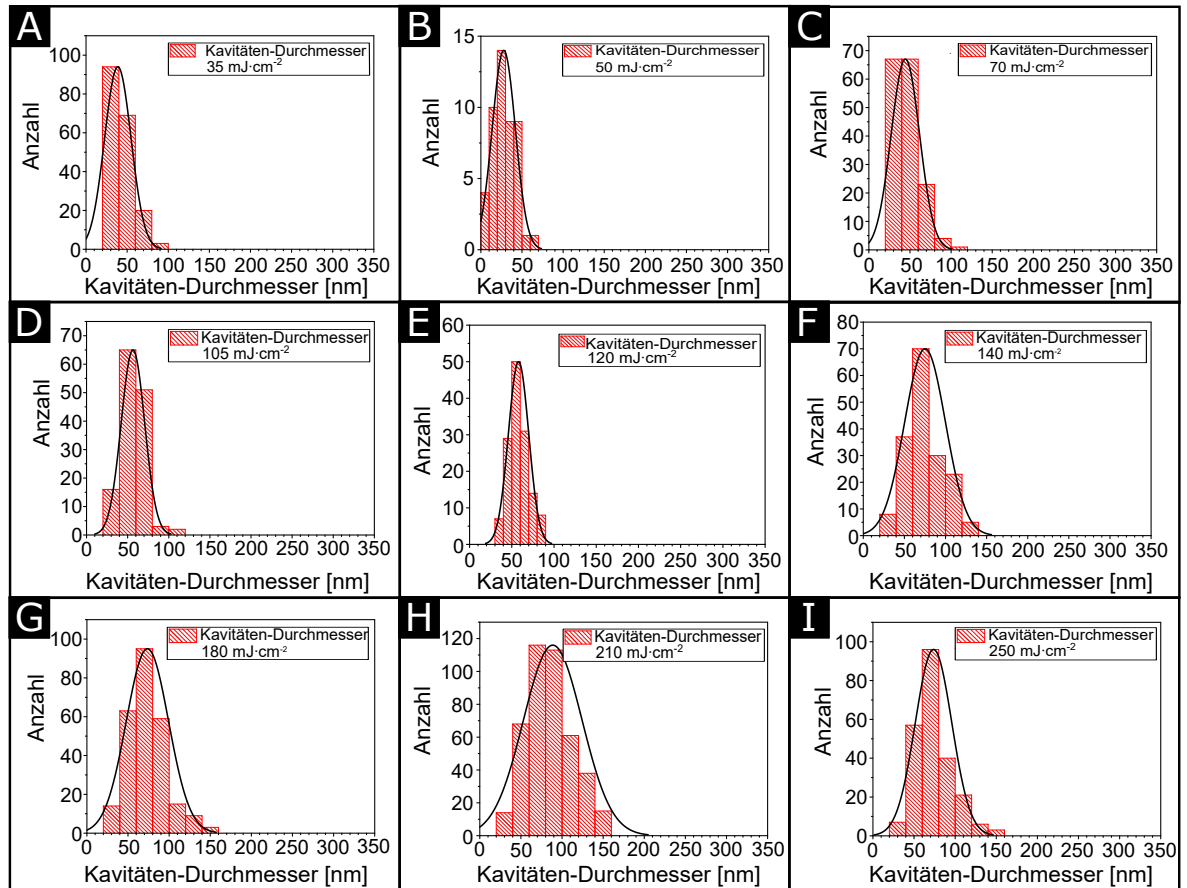 A
Kavitäten-Durchmesser
35 mJ·cm⁻²
Anzahl
100
80
60
40
20
0
0 50 100 150 200 250 300 350
Kavitäten-Durchmesser [nm]
B
Kavitäten-Durchmesser
50 mJ·cm⁻²
Anzahl
15
10
5
0
0 50 100 150 200 250 300 350
Kavitäten-Durchmesser [nm]
C
Kavitäten-Durchmesser
70 mJ·cm⁻²
Anzahl
70
60
50
40
30
20
10
0
0 50 100 150 200 250 300 350
Kavitäten-Durchmesser [nm]
D
Kavitäten-Durchmesser
105 mJ·cm⁻²
Anzahl
70
60
50
40
30
20
10
0
0 50 100 150 200 250 300 350
Kavitäten-Durchmesser [nm]
E
Kavitäten-Durchmesser
120 mJ·cm⁻²
Anzahl
60
50
40
30
20
10
0
0 50 100 150 200 250 300 350
Kavitäten-Durchmesser [nm]
F
Kavitäten-Durchmesser
140 mJ·cm⁻²
Anzahl
80
70
60
50
40
30
20
10
0
0 50 100 150 200 250 300 350
Kavitäten-Durchmesser [nm]
G
Kavitäten-Durchmesser
180 mJ·cm⁻²
Anzahl
100
80
60
40
20
0
0 50 100 150 200 250 300 350
Kavitäten-Durchmesser [nm]
H
Kavitäten-Durchmesser
210 mJ·cm⁻²
Anzahl
120
100
80
60
40
20
0
0 50 100 150 200 250 300 350
Kavitäten-Durchmesser [nm]
I
Kavitäten-Durchmesser
250 mJ·cm⁻²
Anzahl
100
80
60
40
20
0
0 50 100 150 200 250 300 350
Kavitäten-Durchmesser [nm]